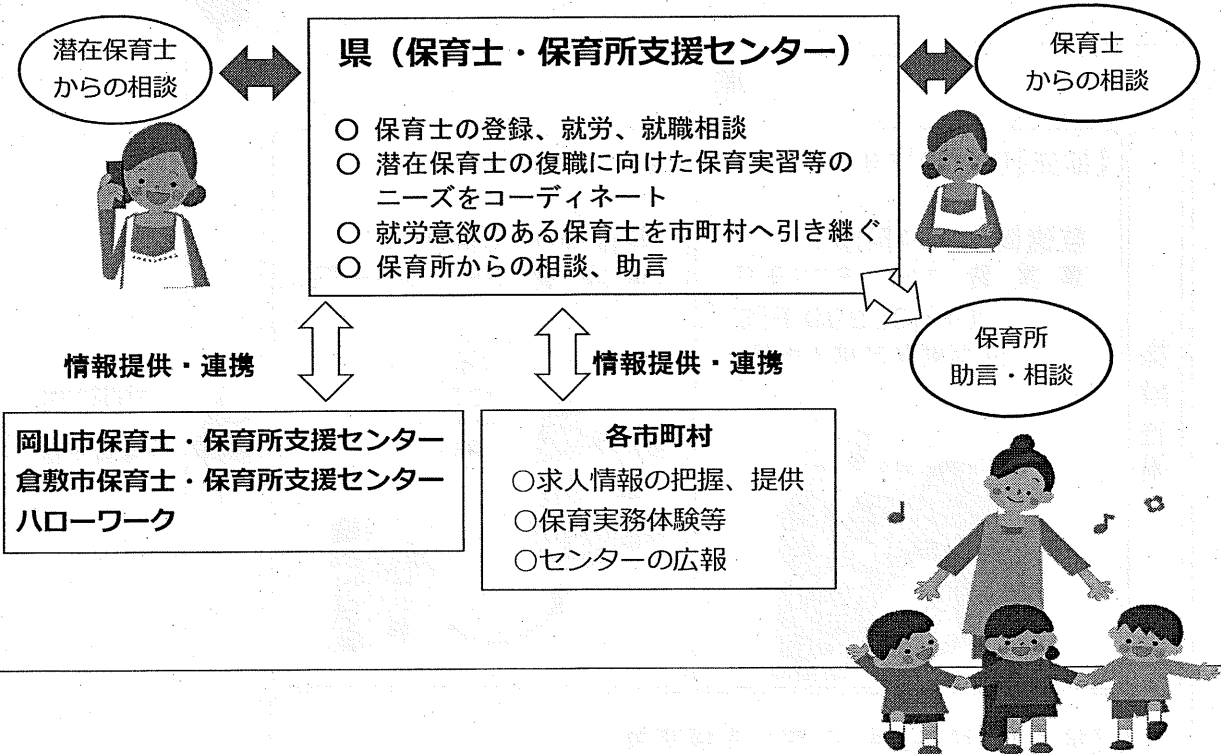 潜在保育士
からの相談
県（保育士・保育所支援センター）
○ 保育士の登録、就労、就職相談
○ 潜在保育士の復職に向けた保育実習等の
ニーズをコーディネート
○ 就労意欲のある保育士を市町村へ引き継ぐ
○ 保育所からの相談、助言
保育士
からの相談
情報提供・連携
情報提供・連携
保育所
助言・相談
岡山市保育士・保育所支援センター
倉敷市保育士・保育所支援センター
ハローワーク
各市町村
○求人情報の把握、提供
○保育実務体験等
○センターの広報